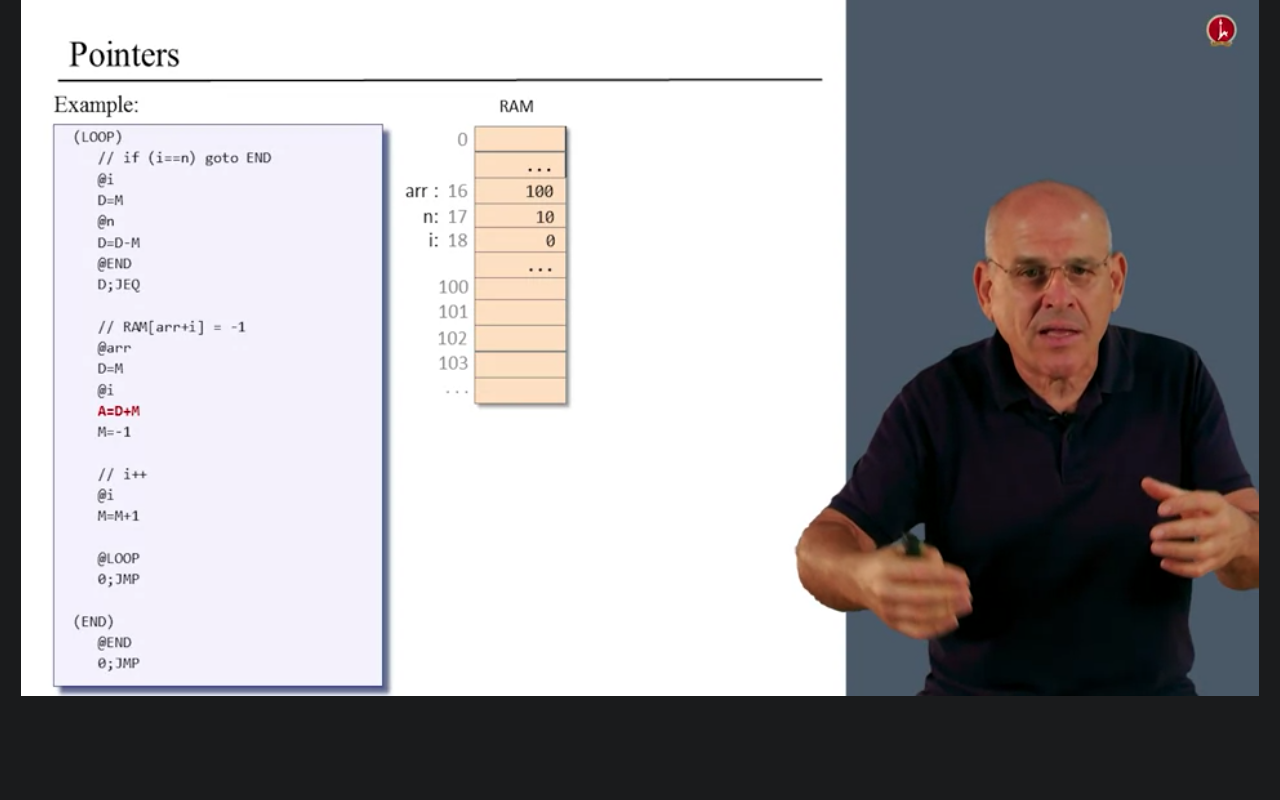 Pointers
Example:
(LOOP)
// if (i==n) goto END
@i
D=M
@n
D=D-M
@END
D;JEQ
// RAM[arr+i] = -1
@arr
D=M
@i
A=D+M
M=-1
// i++
@i
M=M+1
@LOOP
0;JMP
(END)
@END
0;JMP
RAM
0
...
arr : 16 100
n: 17 10
i: 18 0
...
100
101
102
103
...